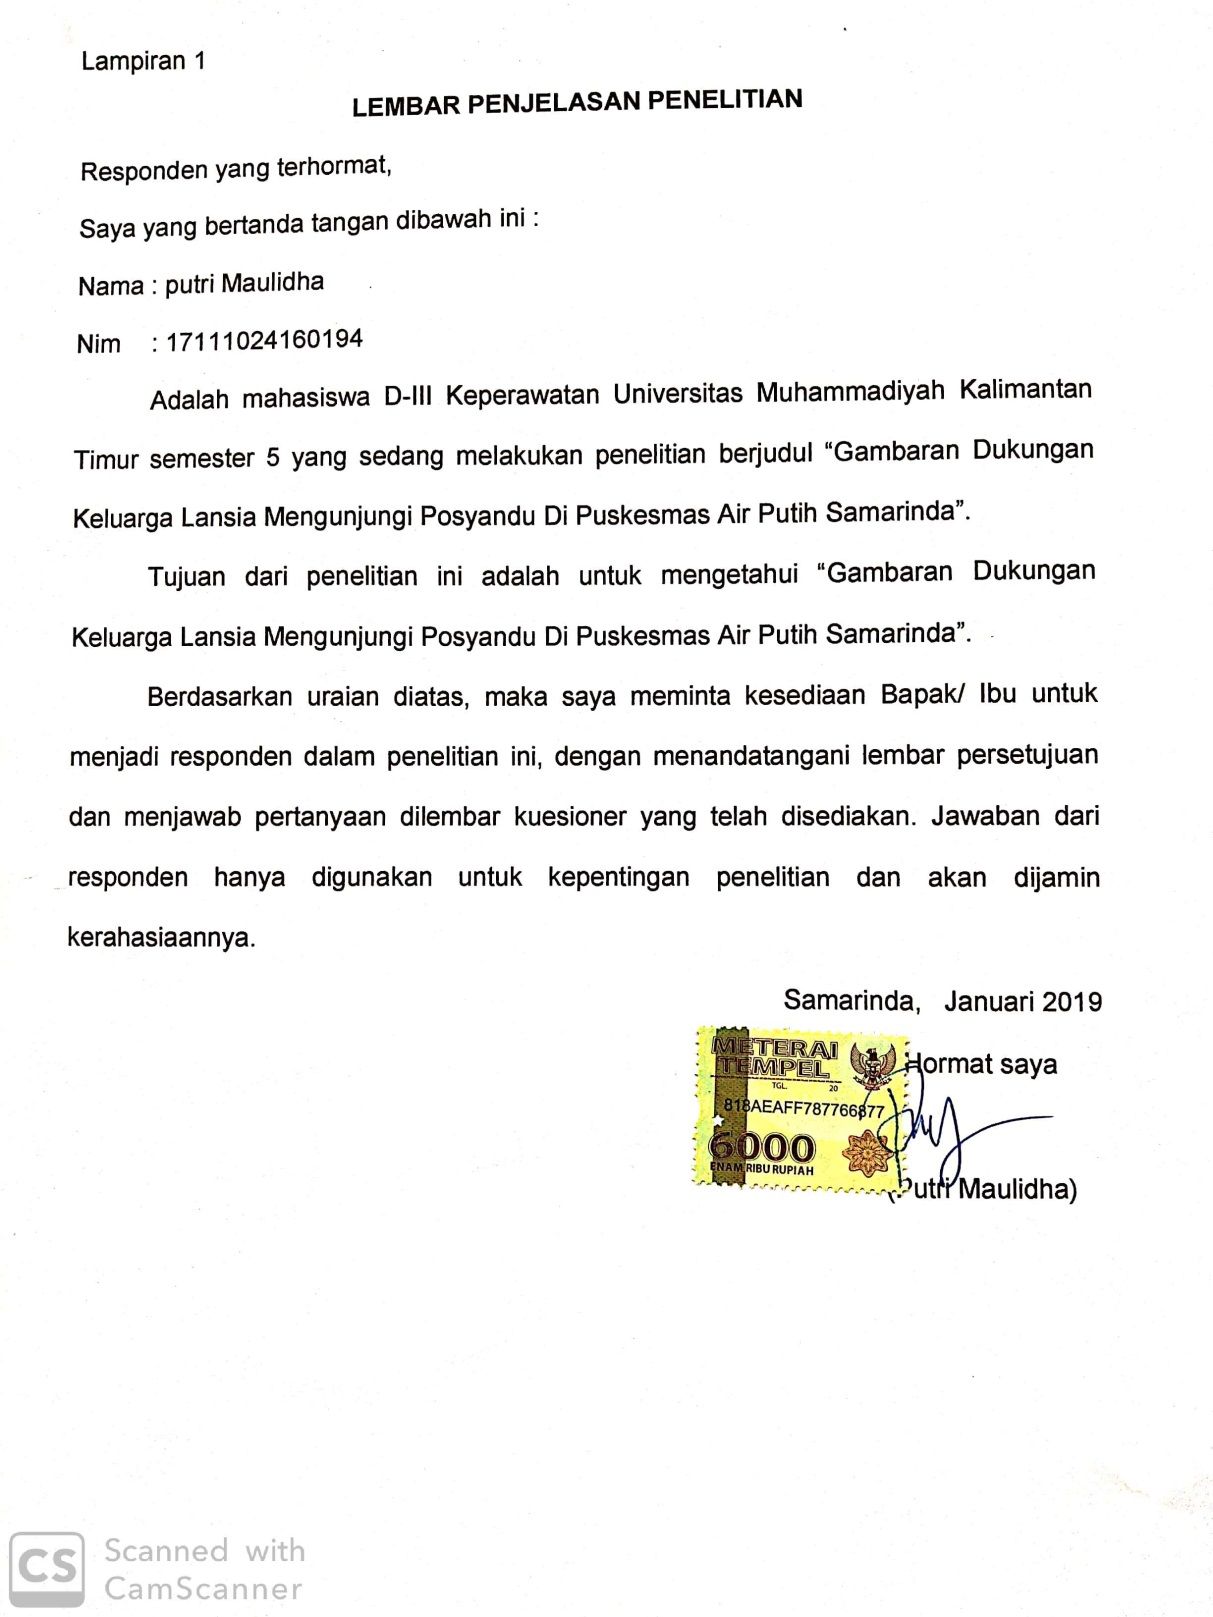 Lampiran 1
LEMBAR PENJELASAN PENELITIAN
Responden yang terhormat,
Saya yang bertanda tangan dibawah ini :
Nama : putri Maulidha
Nim : 17111024160194
Adalah mahasiswa D-III Keperawatan Universitas Muhammadiyah Kalimantan
Timur semester 5 yang sedang melakukan penelitian berjudul “Gambaran Dukungan
Keluarga Lansia Mengunjungi Posyandu Di Puskesmas Air Putih Samarinda”.
Tujuan dari penelitian ini adalah untuk mengetahui “Gambaran Dukungan
Keluarga Lansia Mengunjungi Posyandu Di Puskesmas Air Putih Samarinda”.
Berdasarkan uraian diatas, maka saya meminta kesediaan Bapak/ Ibu untuk
menjadi responden dalam penelitian ini, dengan menandatangani lembar persetujuan
dan menjawab pertanyaan dilembar kuesioner yang telah disediakan. Jawaban dari
responden hanya digunakan untuk kepentingan penelitian dan akan dijamin
kerahasiaannya.
Samarinda, Januari 2019
Hormat saya
METERAI
TEMPEL
TGL. 20
818AEAFF787766877
6000
ENAM RIBU RUPIAH
(Putri Maulidha)
CS
Scanned with
CamScanner